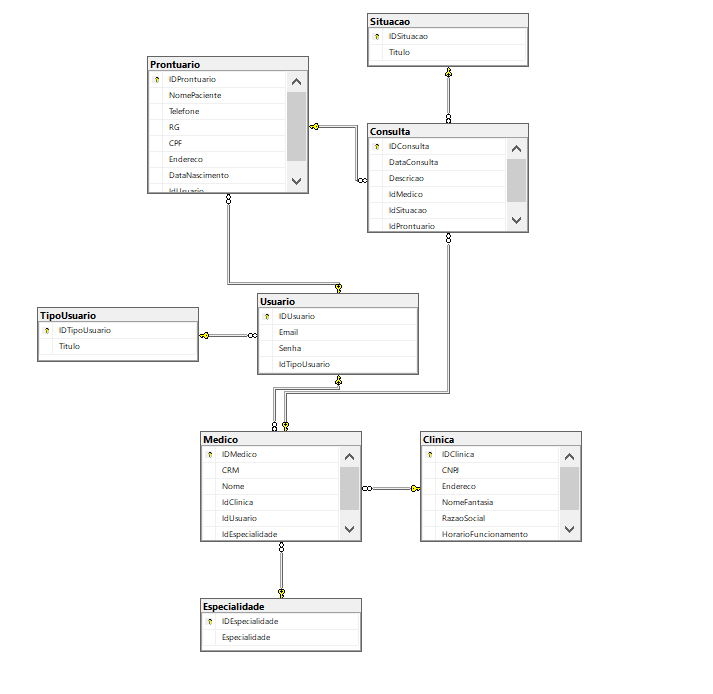 Situacao
IDSituacao
Titulo
Prontuario
IDProntuario
NomePaciente
Telefone
RG
CPF
Endereco
DataNascimento
IdUsuario
Consulta
IDConsulta
DataConsulta
Descricao
IdMedico
IdSituacao
IdProntuario
TipoUsuario
IDTipoUsuario
Titulo
Usuario
IDUsuario
Email
Senha
IdTipoUsuario
Medico
IDMedico
CRM
Nome
IdClinica
IdUsuario
IdEspecialidade
Clinica
IDClinica
CNPJ
Endereco
NomeFantasia
RazaoSocial
HorarioFuncionamento
Especialidade
IDEspecialidade
Especialidade